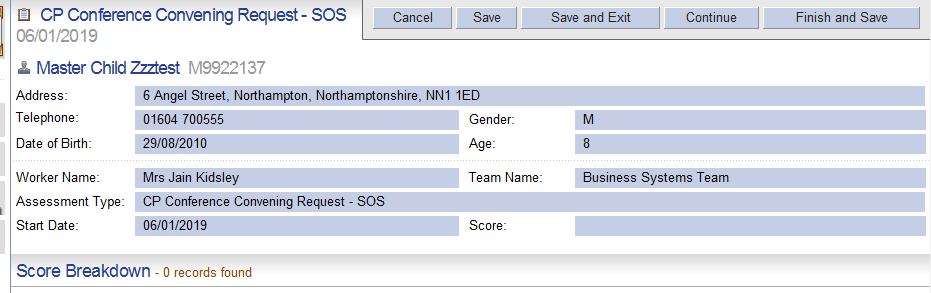 CP Conference Convening Request - SOS
06/01/2019
Cancel Save Save and Exit Continue Finish and Save
Master Child Zzztest M9922137
Address: 6 Angel Street, Northampton, Northamptonshire, NN1 1ED
Telephone: 01604 700555 Gender: M
Date of Birth: 29/08/2010 Age: 8
Worker Name: Mrs Jain Kidsley Team Name: Business Systems Team
Assessment Type: CP Conference Convening Request - SOS
Start Date: 06/01/2019 Score:
Score Breakdown - 0 records found